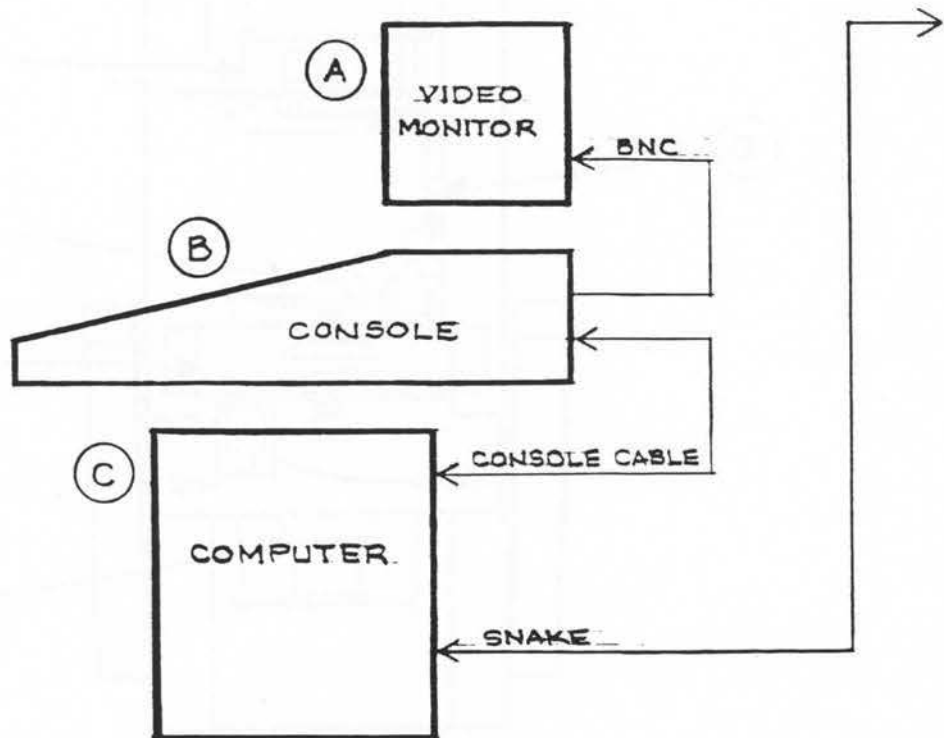 A
VIDEO
MONITOR
BNC
B
CONSOLE
C
CONSOLE CABLE
COMPUTER
SNAKE